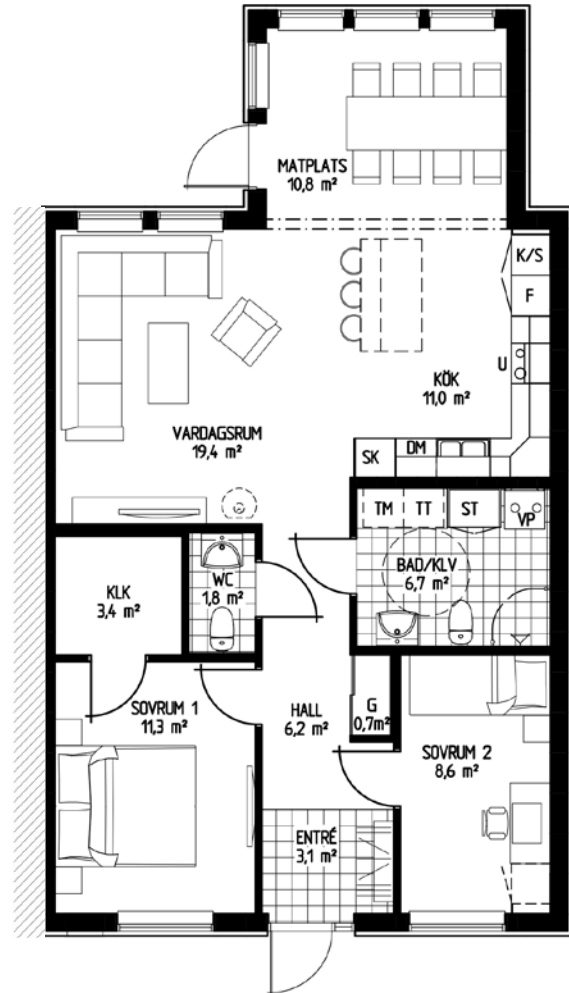 MATPLATS
10,8 m²
K/S
F
U
KÖK
11,0 m²
VARDAGSRUM
19,4 m²
SK
DM
TM
TT
ST
VP
BAD/KLV
6,7 m²
WC
1,8 m²
KLK
3,4 m²
SOVRUM 1
11,3 m²
HALL
6,2 m²
G
0,7m²
SOVRUM 2
8,6 m²
ENTRÉ
3,1 m²